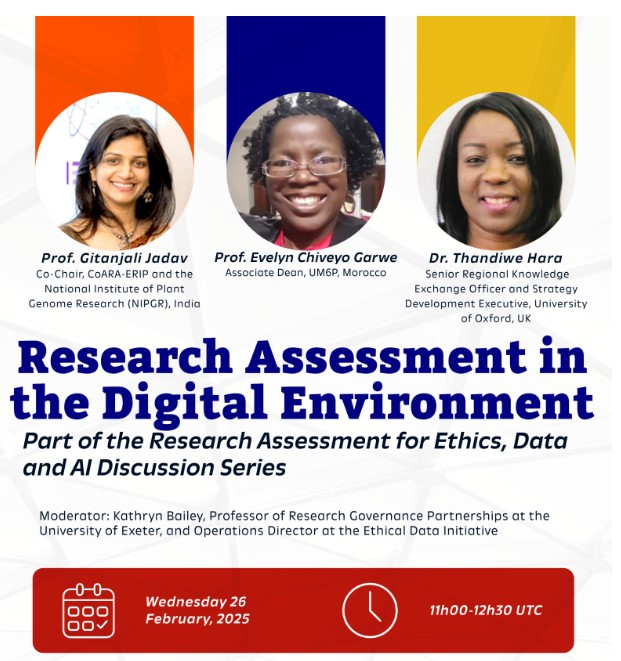 Prof. Gitanjali Jadav
Co-Chair, CoARA-ERIP and the
National Institute of Plant
Genome Research (NIPGR), India
Prof. Evelyn Chiveyo Garwe
Associate Dean, UM6P, Morocco
Dr. Thandiwe Hara
Senior Regional Knowledge
Exchange Officer and Strategy
Development Executive, University
of Oxford, UK
Research Assessment in
the Digital Environment
Part of the Research Assessment for Ethics, Data
and AI Discussion Series
Moderator: Kathryn Bailey, Professor of Research Governance Partnerships at the
University of Exeter, and Operations Director at the Ethical Data Initiative
Wednesday 26
February, 2025
11h00-12h30 UTC